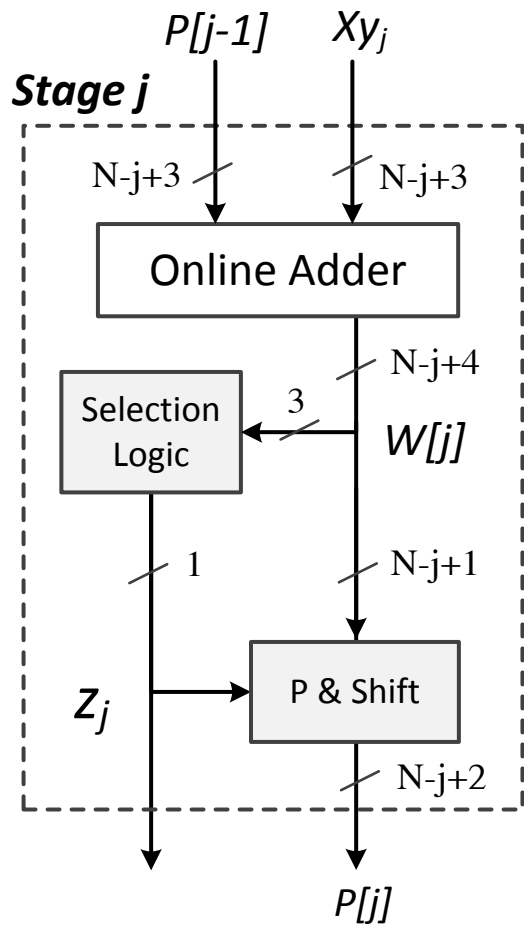 P[j-1] Xy_j
Stage j
N-j+3 N-j+3
Online Adder
N-j+4
3
Selection
Logic
W[j]
1
N-j+1
P & Shift
z_j
N-j+2
P[j]